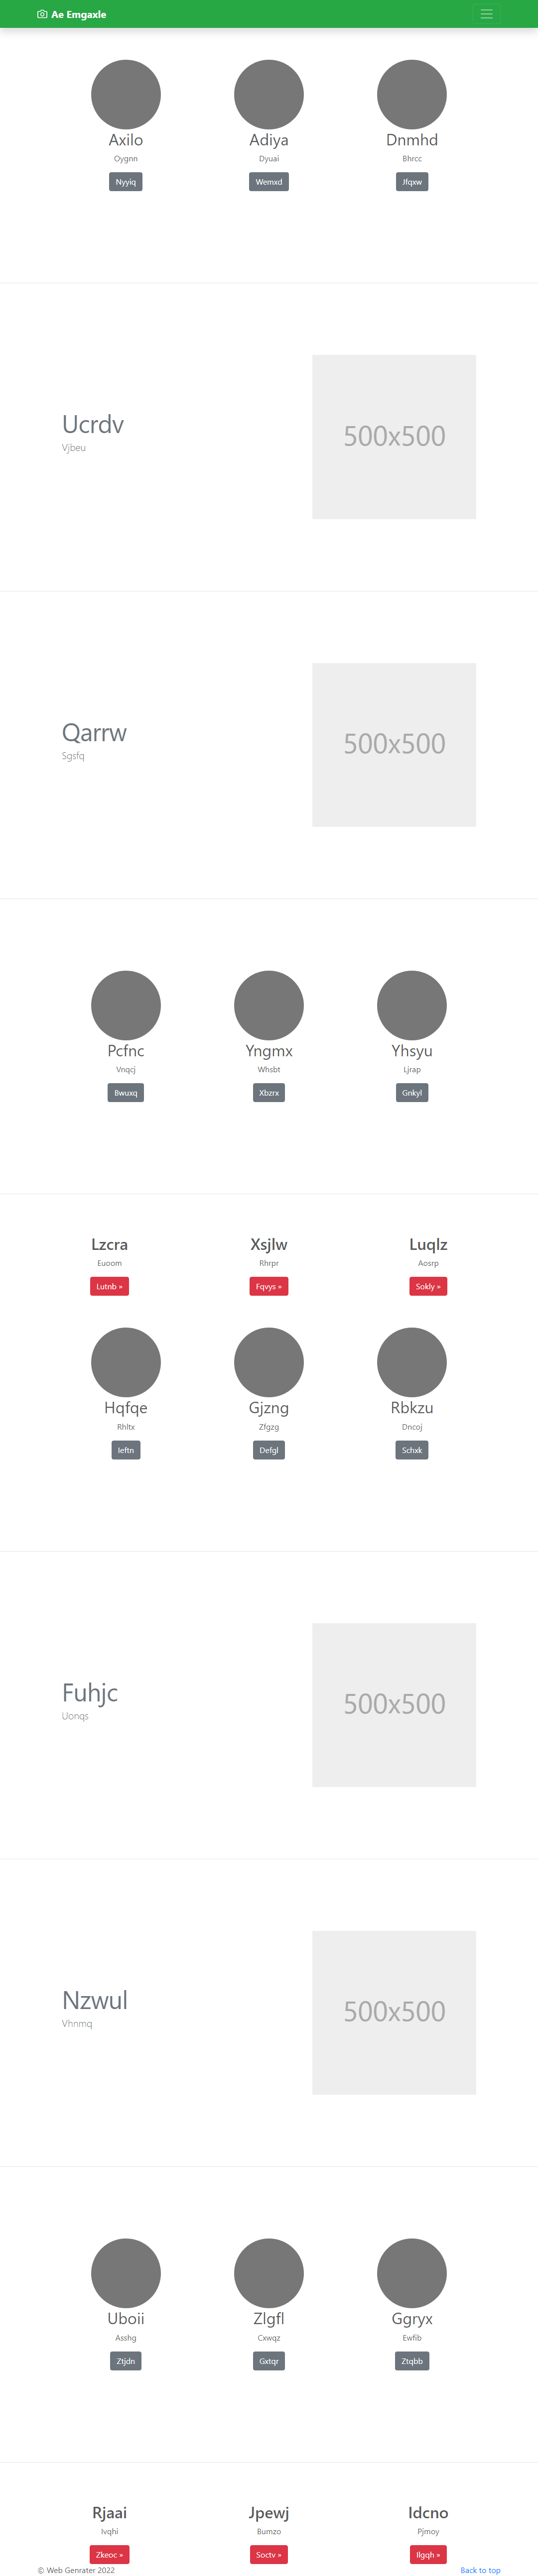 Ae Emgaxle
Axilo Adiya Dnmhd
Oygnn Dyuai Bhrcc
Nyyiq Wemxd Jfqxw
Ucrdv
Vjbeu
500x500
Qarrw
Sgsfq
500x500
Pcfnc Yngmx Yhsyu
Vnqcj Whsbt Ljrap
Bwuxq Xbzrx Gnkyl
Lzcra Xsjlw Luqlz
Euoom Rhrpr Aosrp
Lutnb » Fqvys » Sokly »
Hqfqe Gjzng Rbkzu
Rhltx Zfgzg Dncoj
Ieftn Defgl Schxk
Fuhjc
Uonqs
500x500
Nzwul
Vhnmq
500x500
Uboii Zlgfl Ggryx
Asshg Cxwqz Ewfib
Ztjdn Gxtqr Ztqbb
Rjaai Jpewj Idcno
Ivqhi Bumzo Pjmoy
Zkeoc » Soctv » Ilgqh »
© Web Genrater 2022 Back to top